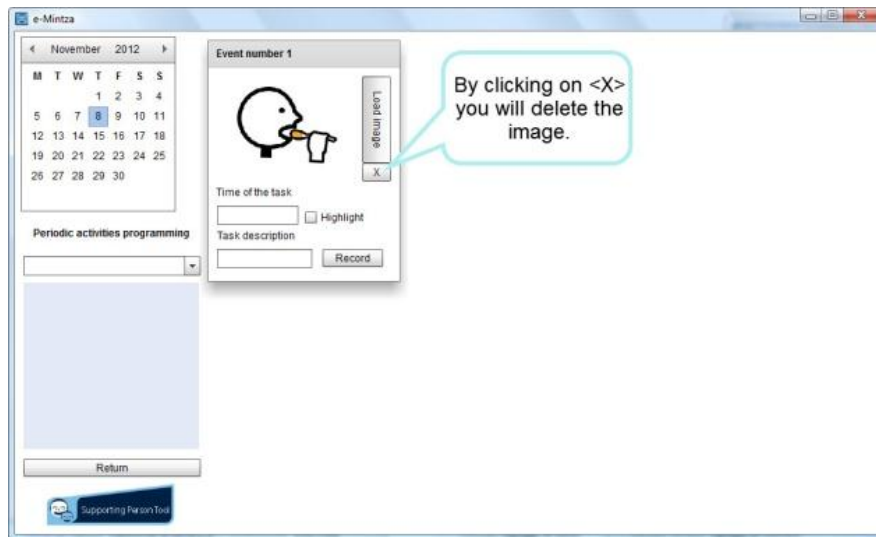 e-Mintza
November 2012
M T W T F S S
1 2 3 4
5 6 7 8 9 10 11
12 13 14 15 16 17 18
19 20 21 22 23 24 25
26 27 28 29 30
Periodic activities programming
Return
Supporting Person Tool
Event number 1
Load image
X
Time of the task
Highlight
Task description
Record
By clicking on <X>
you will delete the
image.